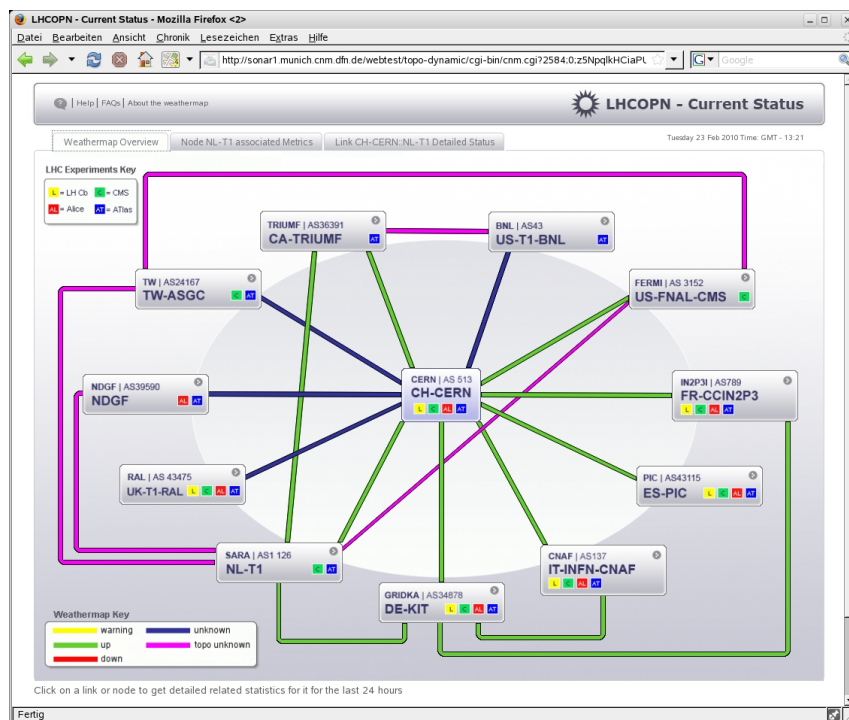 LHCOPN - Current Status - Mozilla Firefox <2>
Datei Bearbeiten Ansicht Chronik Lesezeichen Extras Hilfe
http://sonar1.munich.cnm.dfn.de/webtest/topo-dynamic/cgi-bin/cnm.cgi?2584:0:z5NpqlkHCiaPl
G Google
? | Help | FAQs | About the weathermap
LHCOPN - Current Status
Weathermap Overview
Node NL-T1 associated Metrics
Link CH-CERN: NL-T1 Detailed Status
Tuesday 23 Feb 2010 Time: GMT - 13:21
LHC Experiments Key
L = LH Cb C = CMS
AL = Alice AT = ATlas
TRIUMF | AS36391
CA-TRIUMF
AT
BNL | AS43
US-T1-BNL
AT
TW | AS24167
TW-ASGC
C AT
FERMI | AS 3152
US-FNAL-CMS
C
NDGF | AS39590
NDGF
AL AT
CERN | AS 513
CH-CERN
L C AL AT
IN2P3I | AS789
FR-CCIN2P3
L C AL AT
RAL | AS 43475
UK-T1-RAL L C AL AT
PIC | AS43115
ES-PIC L C AL AT
SARA | AS1 126
NL-T1 C AT
CNAF | AS137
IT-INFN-CNAF
L C AL AT
GRIDKA | AS34878
DE-KIT L C AL AT
Weathermap Key
warning unknown
up topo unknown
down
Click on a link or node to get detailed related statistics for it for the last 24 hours
Fertig